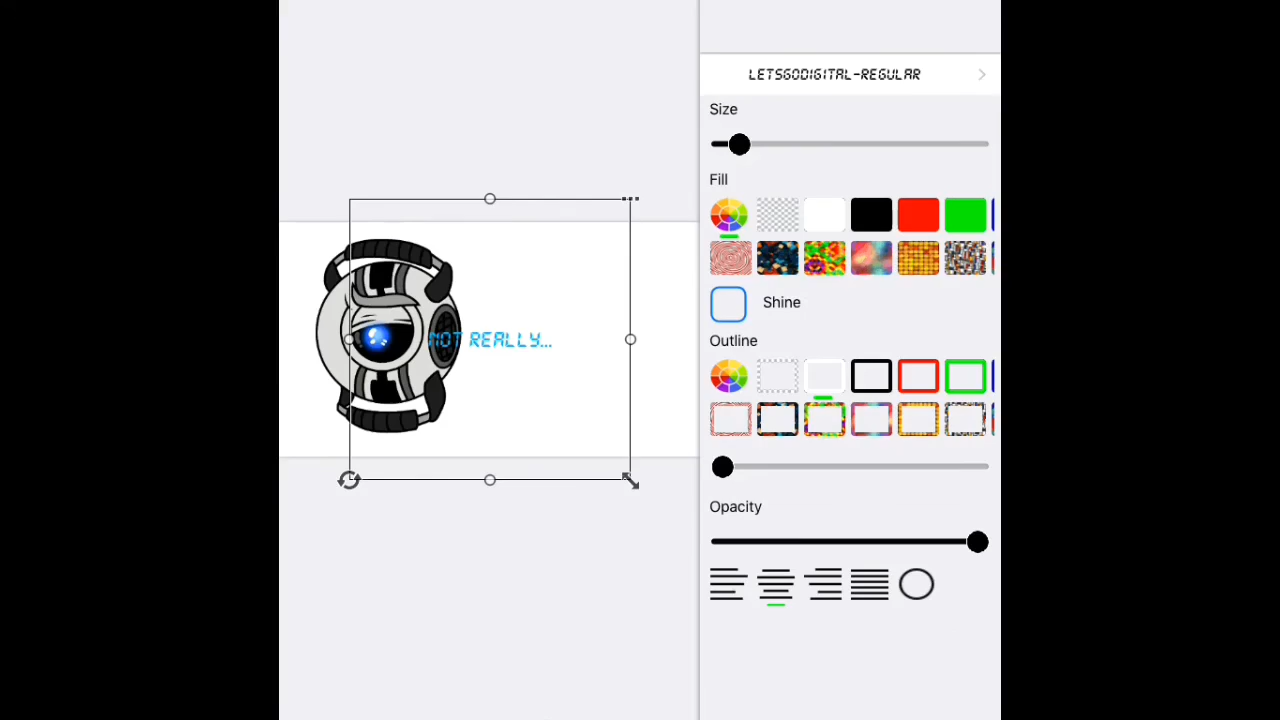 LETSGODIGITAL-REGULAR
Size
Fill
Shine
NOT REALLY...
Outline
Opacity